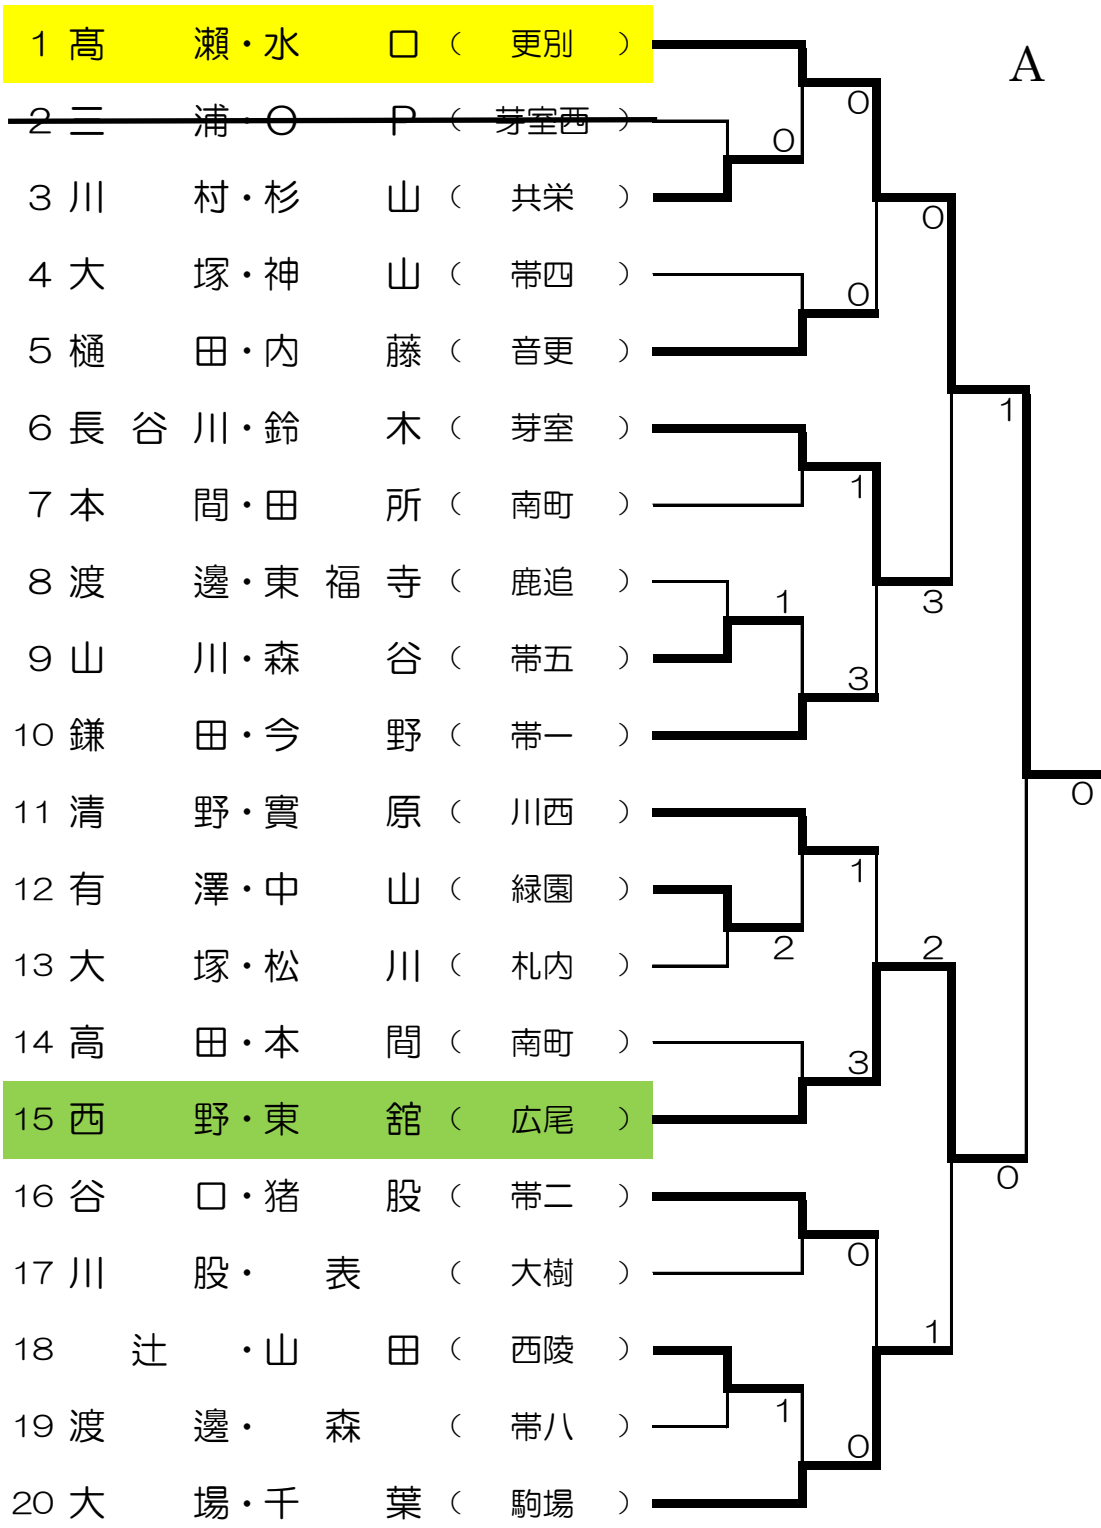 A
1 髙瀬・水口（更別）
2 三浦・OP（芽室西）
3 川村・杉山（共栄）
4 大塚・神山（帯四）
5 樋田・内藤（音更）
6 長谷川・鈴木（芽室）
7 本間・田所（南町）
8 渡邊・東福寺（鹿追）
9 山川・森谷（帯五）
10 鎌田・今野（帯一）
11 清野・實原（川西）
12 有澤・中山（緑園）
13 大塚・松川（札内）
14 高田・本間（南町）
15 西野・東舘（広尾）
16 谷口・猪股（帯二）
17 川股・表（大樹）
18 辻・山田（西陵）
19 渡邊・森（帯八）
20 大場・千葉（駒場）
0
0
0
0
1
1
1
3
3
0
1
2
2
3
0
0
1
1
0